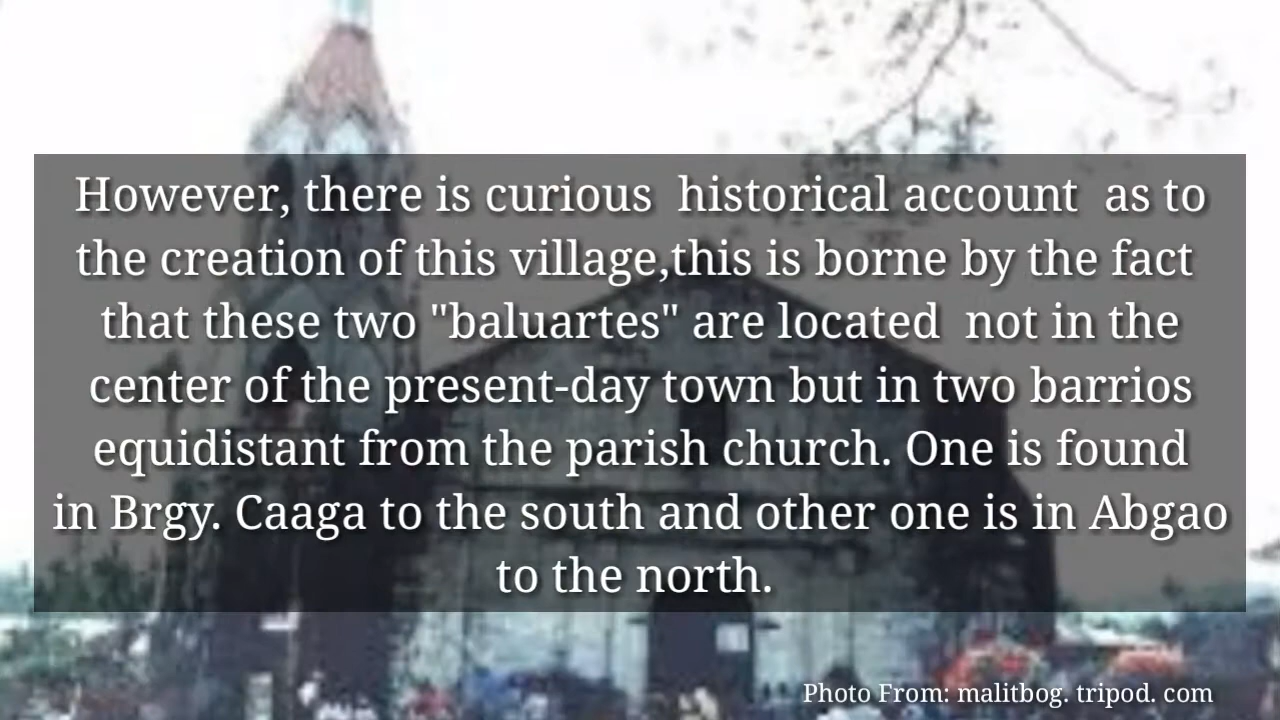 However, there is curious  historical account  as to
the creation of this village,this is borne by the fact
that these two "baluartes" are located  not in the
center of the present-day town but in two barrios
equidistant from the parish church. One is found
in Brgy. Caaga to the south and other one is in Abgao
to the north.
Photo From: malitbog. tripod. com